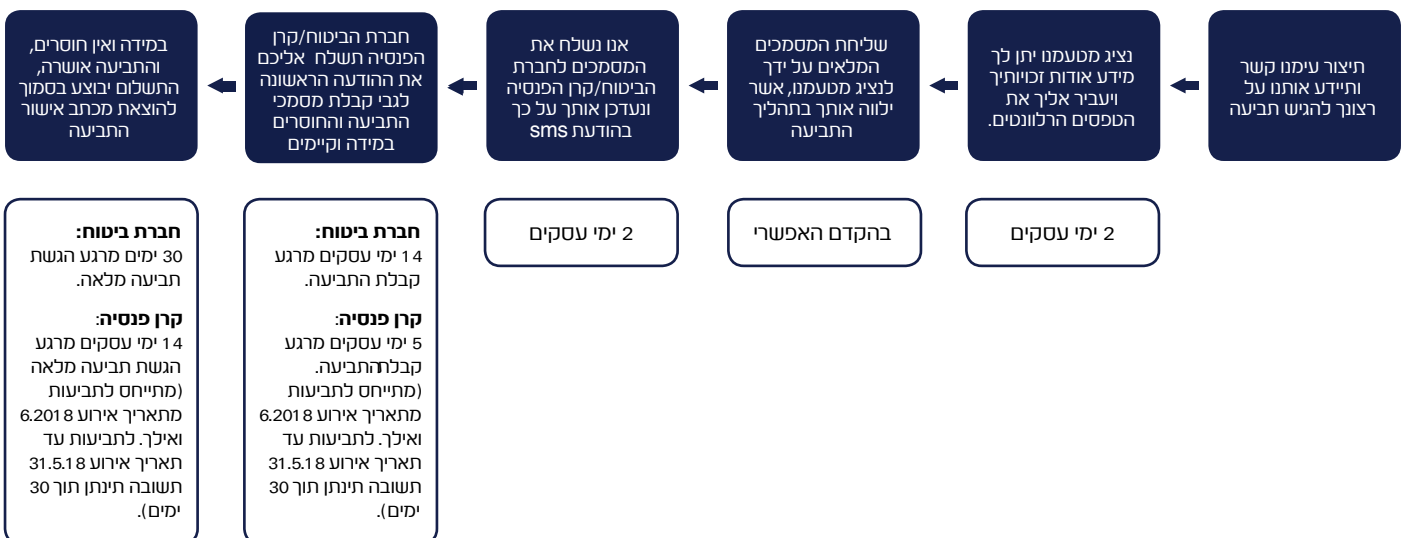 תיצור עימנו קשר
ותיידע אותנו על
רצונך להגיש תביעה
נציג מטעמנו יתן לך
מידע אודות זכויותיך
ויעביר אליך את
הטפסים הרלוונטים.
שליחת המסמכים
המלאים על ידך
לנציג מטעמנו, אשר
ילווה אותך בתהליך
התביעה
אנו נשלח את
המסמכים לחברת
הביטוח/קרן הפנסיה
ונעדכן אותך על כך
בהודעת sms
חברת הביטוח/קרן
הפנסיה תשלח אליכם
את ההודעה הראשונה
לגבי קבלת מסמכי
התביעה והחוסרים
במידה וקיימים
במידה ואין חוסרים,
והתביעה אושרה,
התשלום יבוצע בסמוך
להוצאת מכתב אישור
התביעה
2 ימי עסקים
בהקדם האפשרי
2 ימי עסקים
חברת ביטוח:
14 ימי עסקים מרגע
קבלת התביעה.
קרן פנסיה:
5 ימי עסקים מרגע
קבלתהתביעה.
(מתייחס לתביעות
מתאריך אירוע 6.2018
ואילך. לתביעות עד
תאריך אירוע 31.5.18
תשובה תינתן תוך 30
ימים).
חברת ביטוח:
30 ימים מרגע הגשת
תביעה מלאה.
קרן פנסיה:
14 ימי עסקים מרגע
הגשת תביעה מלאה
(מתייחס לתביעות
מתאריך אירוע 6.2018
ואילך. לתביעות עד
תאריך אירוע 31.5.18
תשובה תינתן תוך 30
ימים).